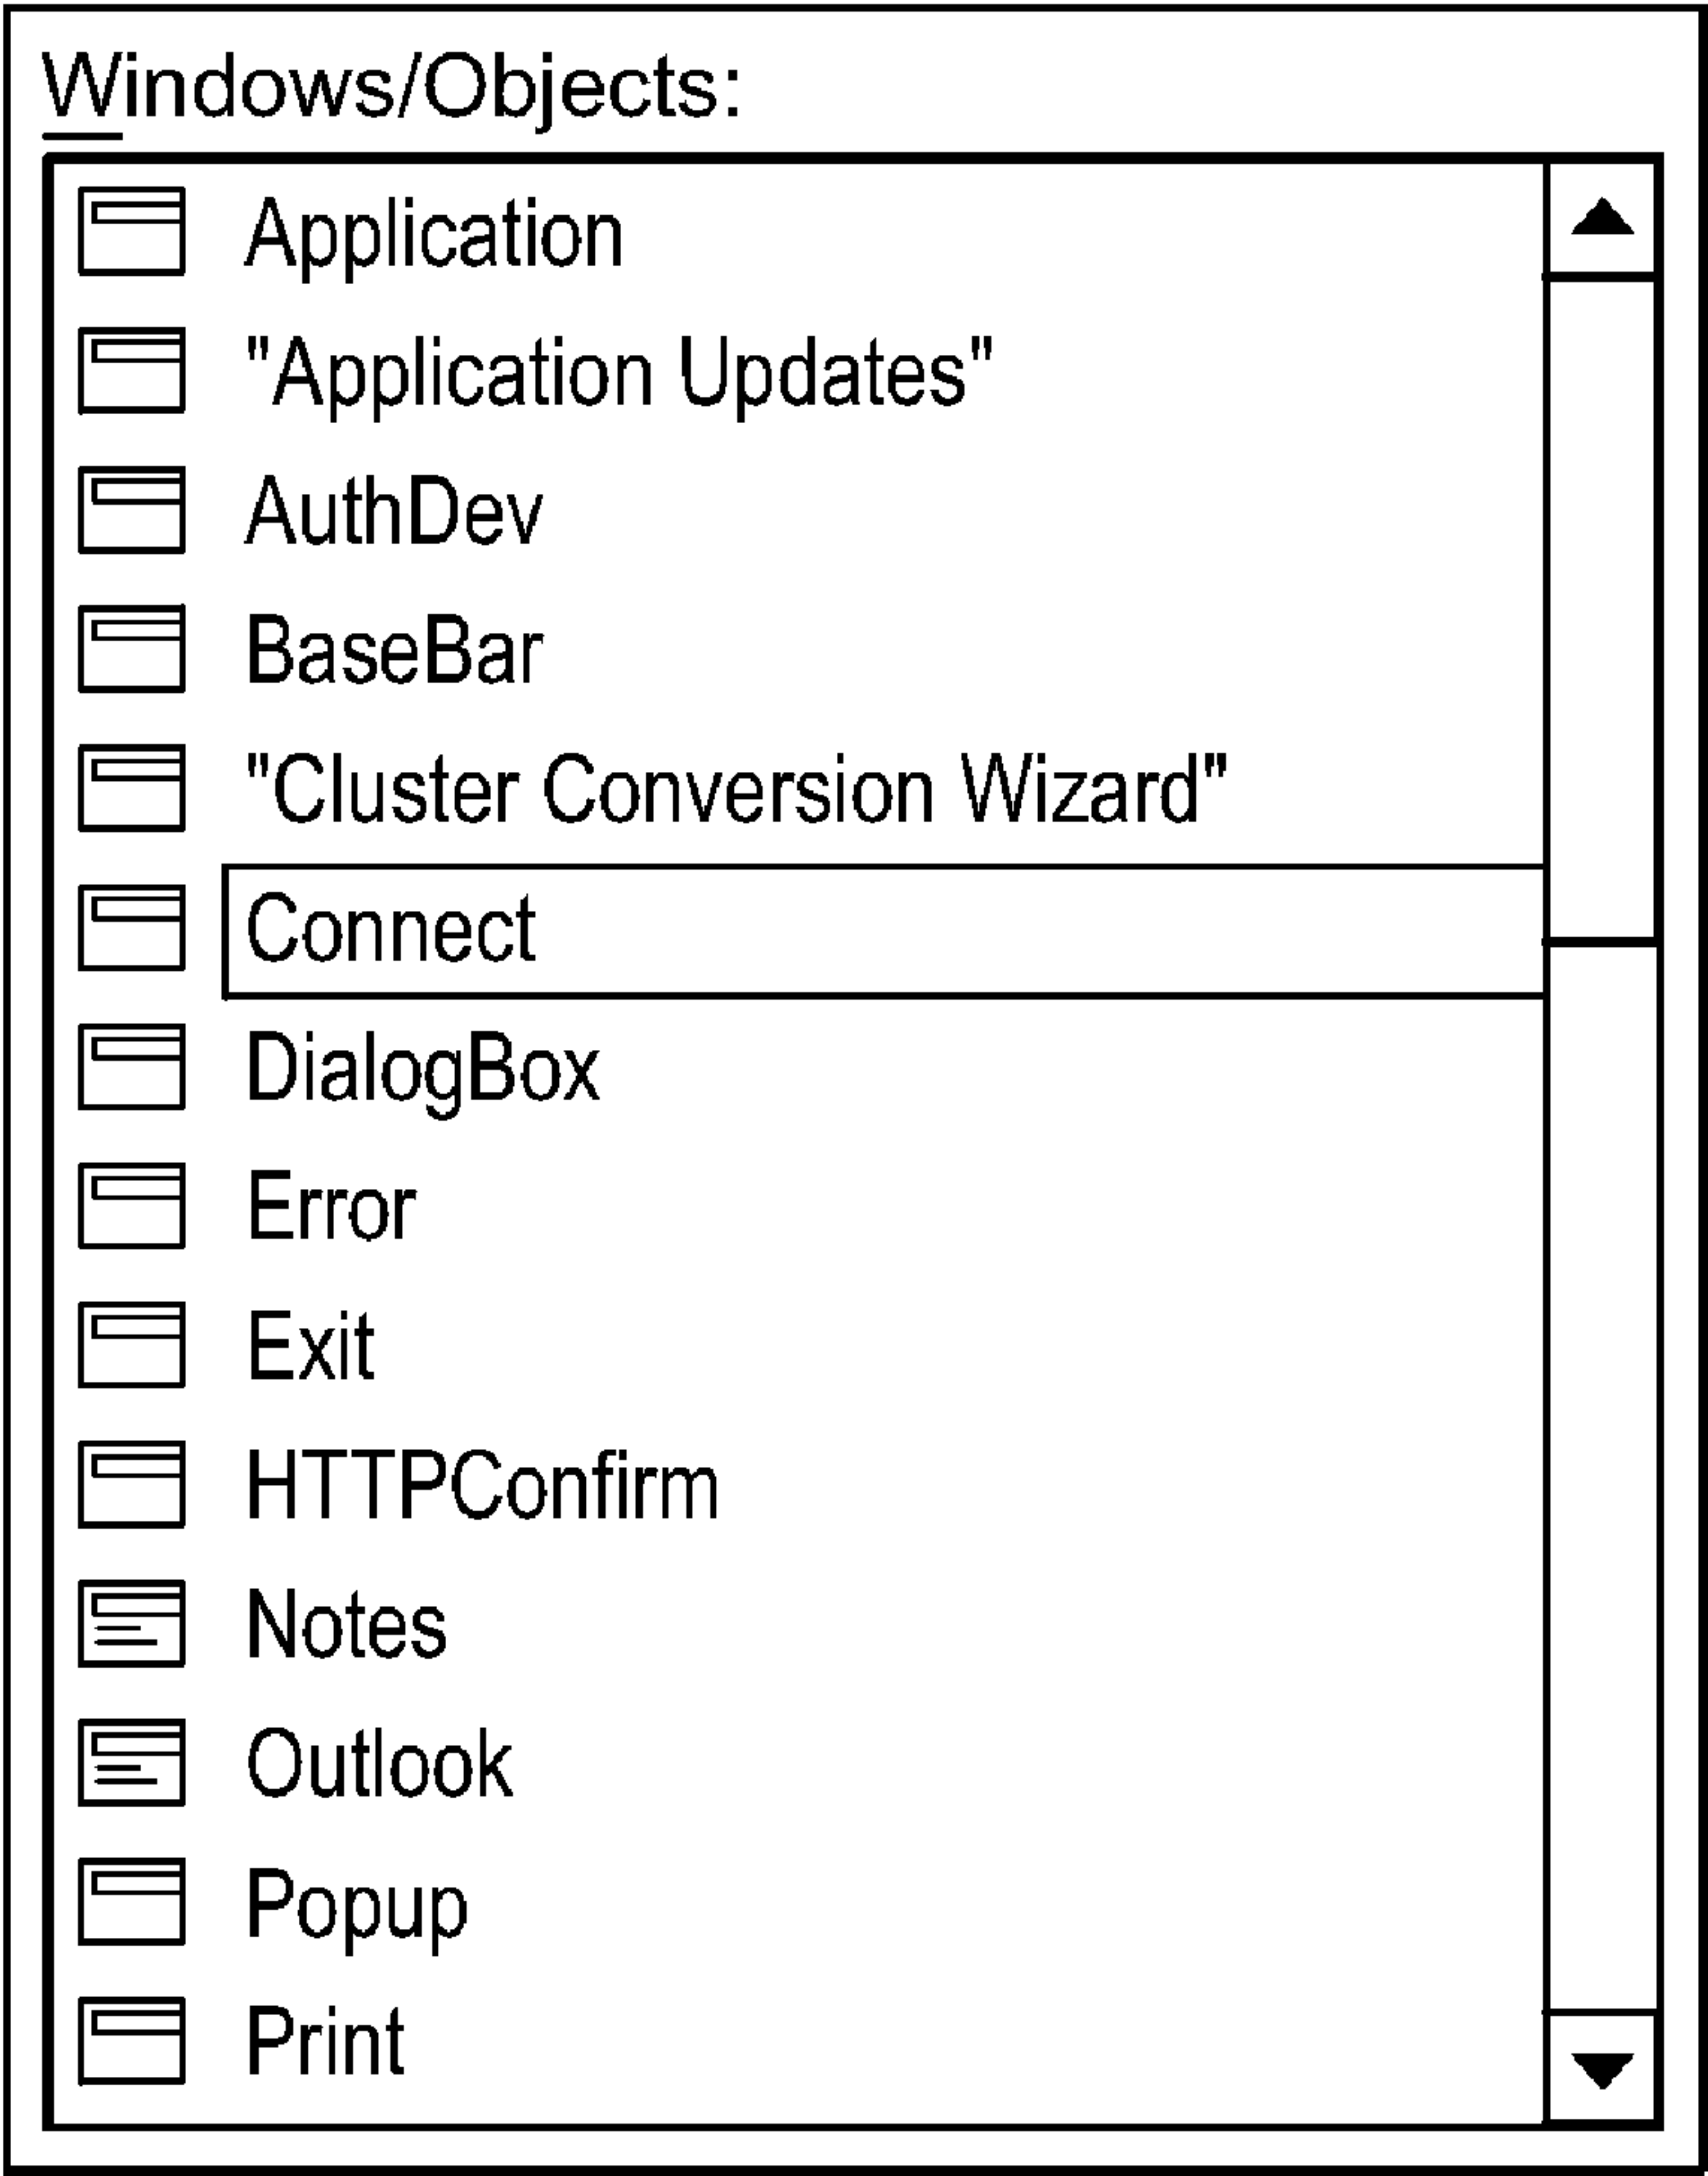 Windows/Objects:
Application
"Application Updates"
AuthDev
BaseBar
"Cluster Conversion Wizard"
Connect
DialogBox
Error
Exit
HTTPConfirm
Notes
Outlook
Popup
Print